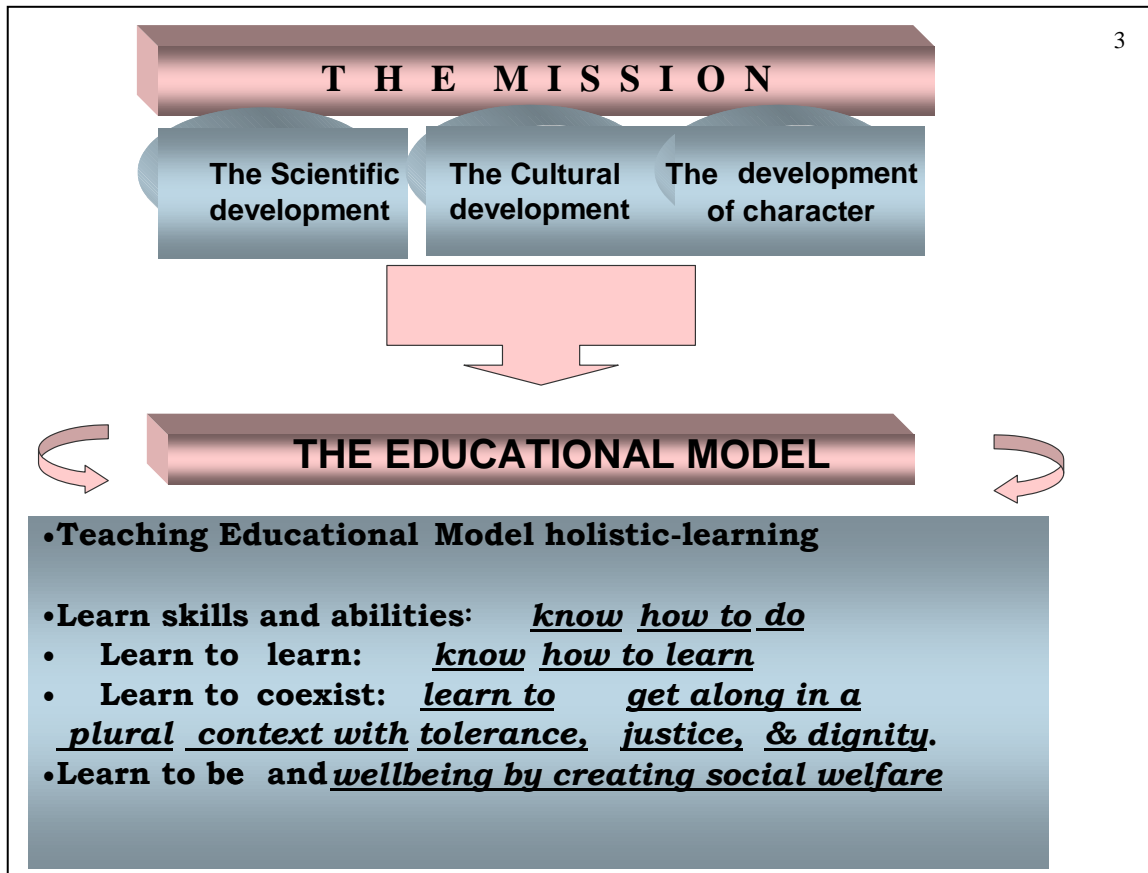 3
THE MISSION
The Scientific
development
The Cultural
development
The development
of character
THE EDUCATIONAL MODEL
•Teaching Educational Model holistic-learning
•Learn skills and abilities: know how to do
• Learn to learn: know how to learn
• Learn to coexist: learn to get along in a
plural context with tolerance, justice, & dignity.
•Learn to be and wellbeing by creating social welfare